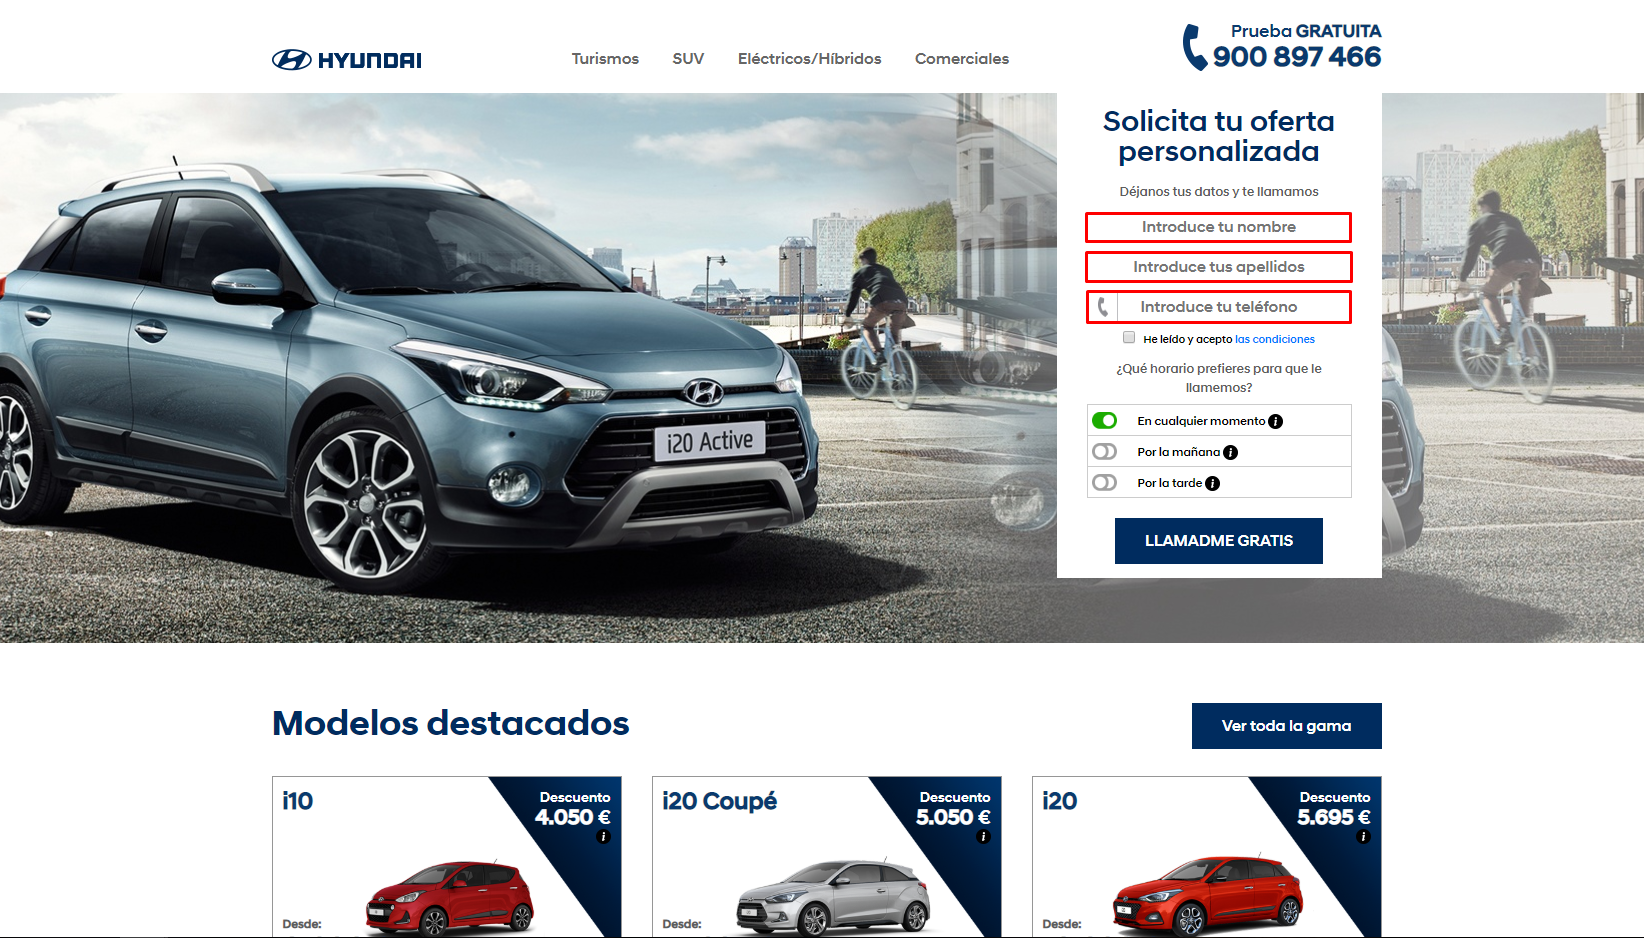 HYUNDAI
Turismos
SUV
Eléctricos/Híbridos
Comerciales
Prueba GRATUITA
900 897 466
Solicita tu oferta
personalizada
Déjanos tus datos y te llamamos
Introduce tu nombre
Introduce tus apellidos
Introduce tu teléfono
He leído y acepto las condiciones
¿Qué horario prefieres para que le
llamemos?
En cualquier momento i
Por la mañana i
Por la tarde i
LLAMADME GRATIS
i20 Active
Modelos destacados
Ver toda la gama
i10
Descuento
4.050 €
i
Desde:
i20 Coupé
Descuento
5.050 €
i
Desde:
i20
Descuento
5.695 €
i
Desde: